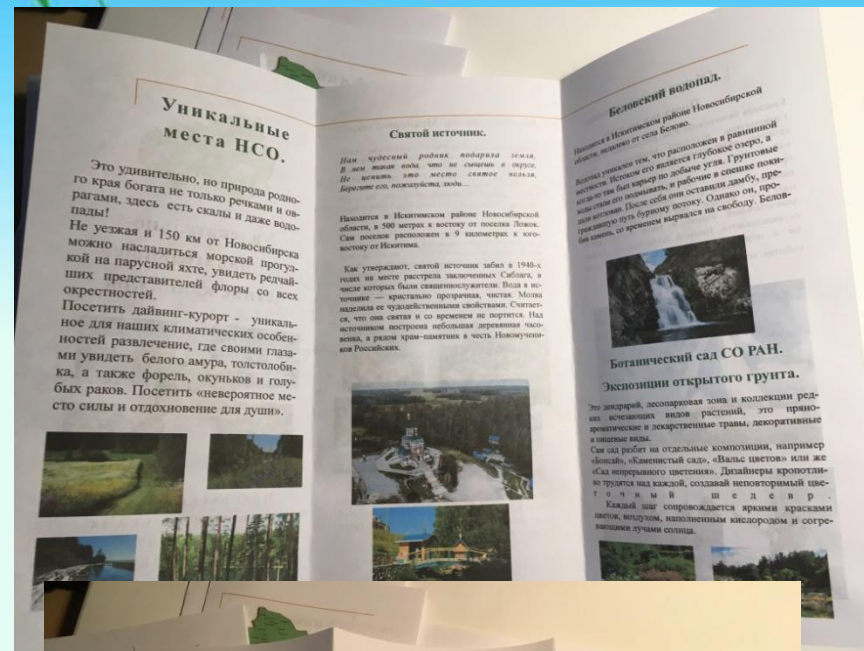 Уникальные
места НСО.
Это удивительно, но природа родно-
го края богата не только речками и ов-
рагами, здесь есть скалы и даже водо-
пады!
Не уезжая и 150 км от Новосибирска
можно насладиться морской прогул-
кой на парусной яхте, увидеть редчай-
ших представителей флоры со всех
окрестностей.
Посетить дайвинг-курорт - уникаль-
ное для наших климатических особен-
ностей развлечение, где своими глаза-
ми увидеть белого амура, толстолоби-
ка, а также форель, окуньков и голу-
бых раков. Посетить «невероятное ме-
сто силы и отдохновение для души».
Святой источник.
Нам чудесный родник подарила земля,
В нем такая вода, что не сыщешь в округе,
Не ценить это место святое нельзя,
Берегите его, пожалуйста, люди...
Находится в Искитимском районе Новосибирской
области, в 500 метрах к востоку от поселка Ложок.
Сам поселок расположен в 9 километрах к юго-
востоку от Искитима.
Как утверждают, святой источник забил в 1940-х
годах на месте расстрела заключенных Сиблага, в
числе которых были священнослужители. Вода в ис-
точнике — кристально прозрачная, чистая. Молва
наделила ее чудодейственными свойствами. Считает-
ся, что она святая и со временем не портится. Над
источником построена небольшая деревянная часо-
венка, а рядом храм-памятник в честь Новомучени-
ков Российских.
Беловский водопад.
Находится в Искитимском районе Новосибирской
области, недалеко от села Белово.
Водопад уникален тем, что расположен в равнинной
местности. Истоком его является глубокое озеро, а
когда-то там был карьер по добыче угля. Грунтовые
воды стали его подмывать, и рабочие в спешке поки-
дали котлован. После себя они оставили дамбу, пре-
граждавшую путь бурному потоку. Однако он, про-
бив камень, со временем вырвался на свободу. Белов-
Ботанический сад СО РАН.
Экспозиции открытого грунта.
Это дендрарий, лесопарковая зона и коллекции ред-
ких исчезающих видов растений, это пряно-
ароматические и лекарственные травы, декоративные
и пищевые виды.
Сам сад разбит на отдельные композиции, например
«Бонсай», «Каменистый сад», «Вальс цветов» или же
«Сад непрерывного цветения». Дизайнеры кропотли-
во трудятся над каждой, создавай неповторимый цве-
точный шедевр.
Каждый шаг сопровождается яркими красками
цветов, воздухом, наполненным кислородом и согре-
вающими лучами солнца.